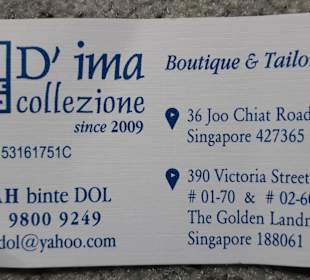 D' ima
collezione
since 2009
53161751C
AH binte DOL
9800 9249
dol@yahoo.com
Boutique & Tailo
36 Joo Chiat Road
Singapore 427365
390 Victoria Street
# 01-70 & # 02-6
The Golden Landm
Singapore 188061